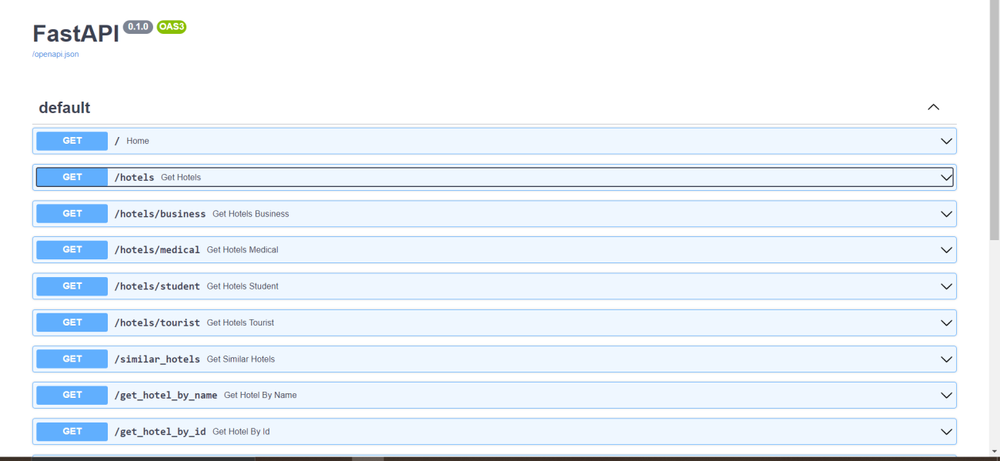 FastAPI 0.1.0 OAS3
/openapi.json
default
GET / Home
GET /hotels Get Hotels
GET /hotels/business Get Hotels Business
GET /hotels/medical Get Hotels Medical
GET /hotels/student Get Hotels Student
GET /hotels/tourist Get Hotels Tourist
GET /similar_hotels Get Similar Hotels
GET /get_hotel_by_name Get Hotel By Name
GET /get_hotel_by_id Get Hotel By Id